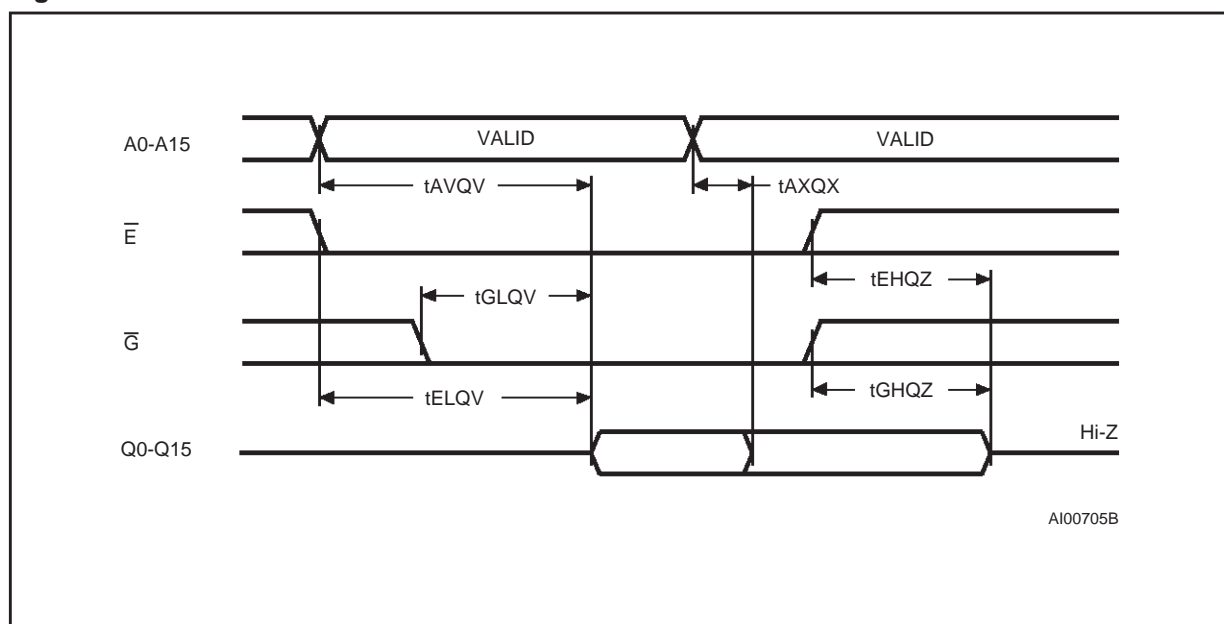 A0-A15
VALID
VALID
tAVQV
tAXQX
E̅
tEHQZ
tGLQV
G̅
tELQV
tGHQZ
Q0-Q15
Hi-Z
AI00705B